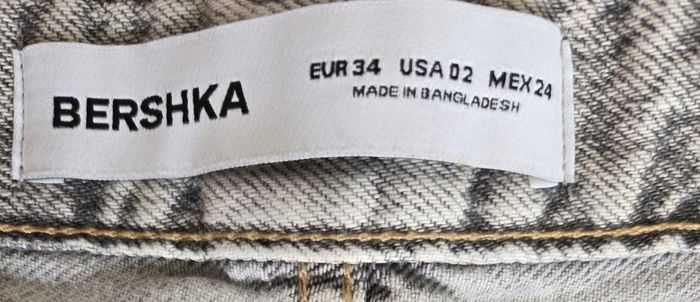 BERSHKA
EUR 34 USA 02 MEX 24
MADE IN BANGLADESH